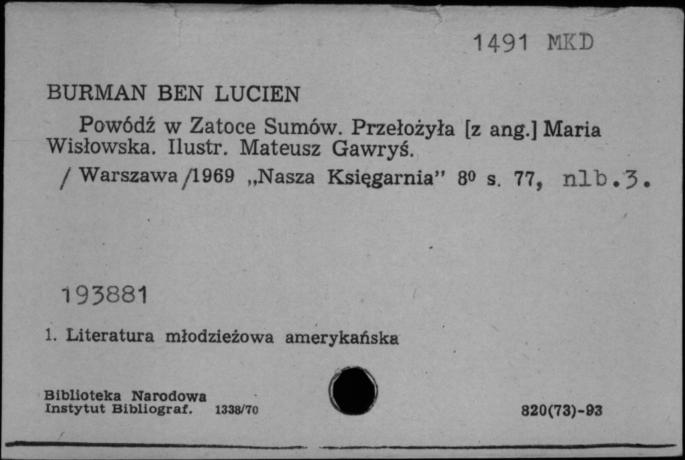 1491 MKD
BURMAN BEN LUCIEN
Powódź w Zatoce Sumów. Przełożyła [z ang.] Maria
Wisłowska. Ilustr. Mateusz Gawryś.
/ Warszawa /1969 „Nasza Księgarnia” 8⁰ s. 77, nlb.3.
193881
1. Literatura młodzieżowa amerykańska
Biblioteka Narodowa
Instytut Bibliograf. 1338/70
820(73)-93